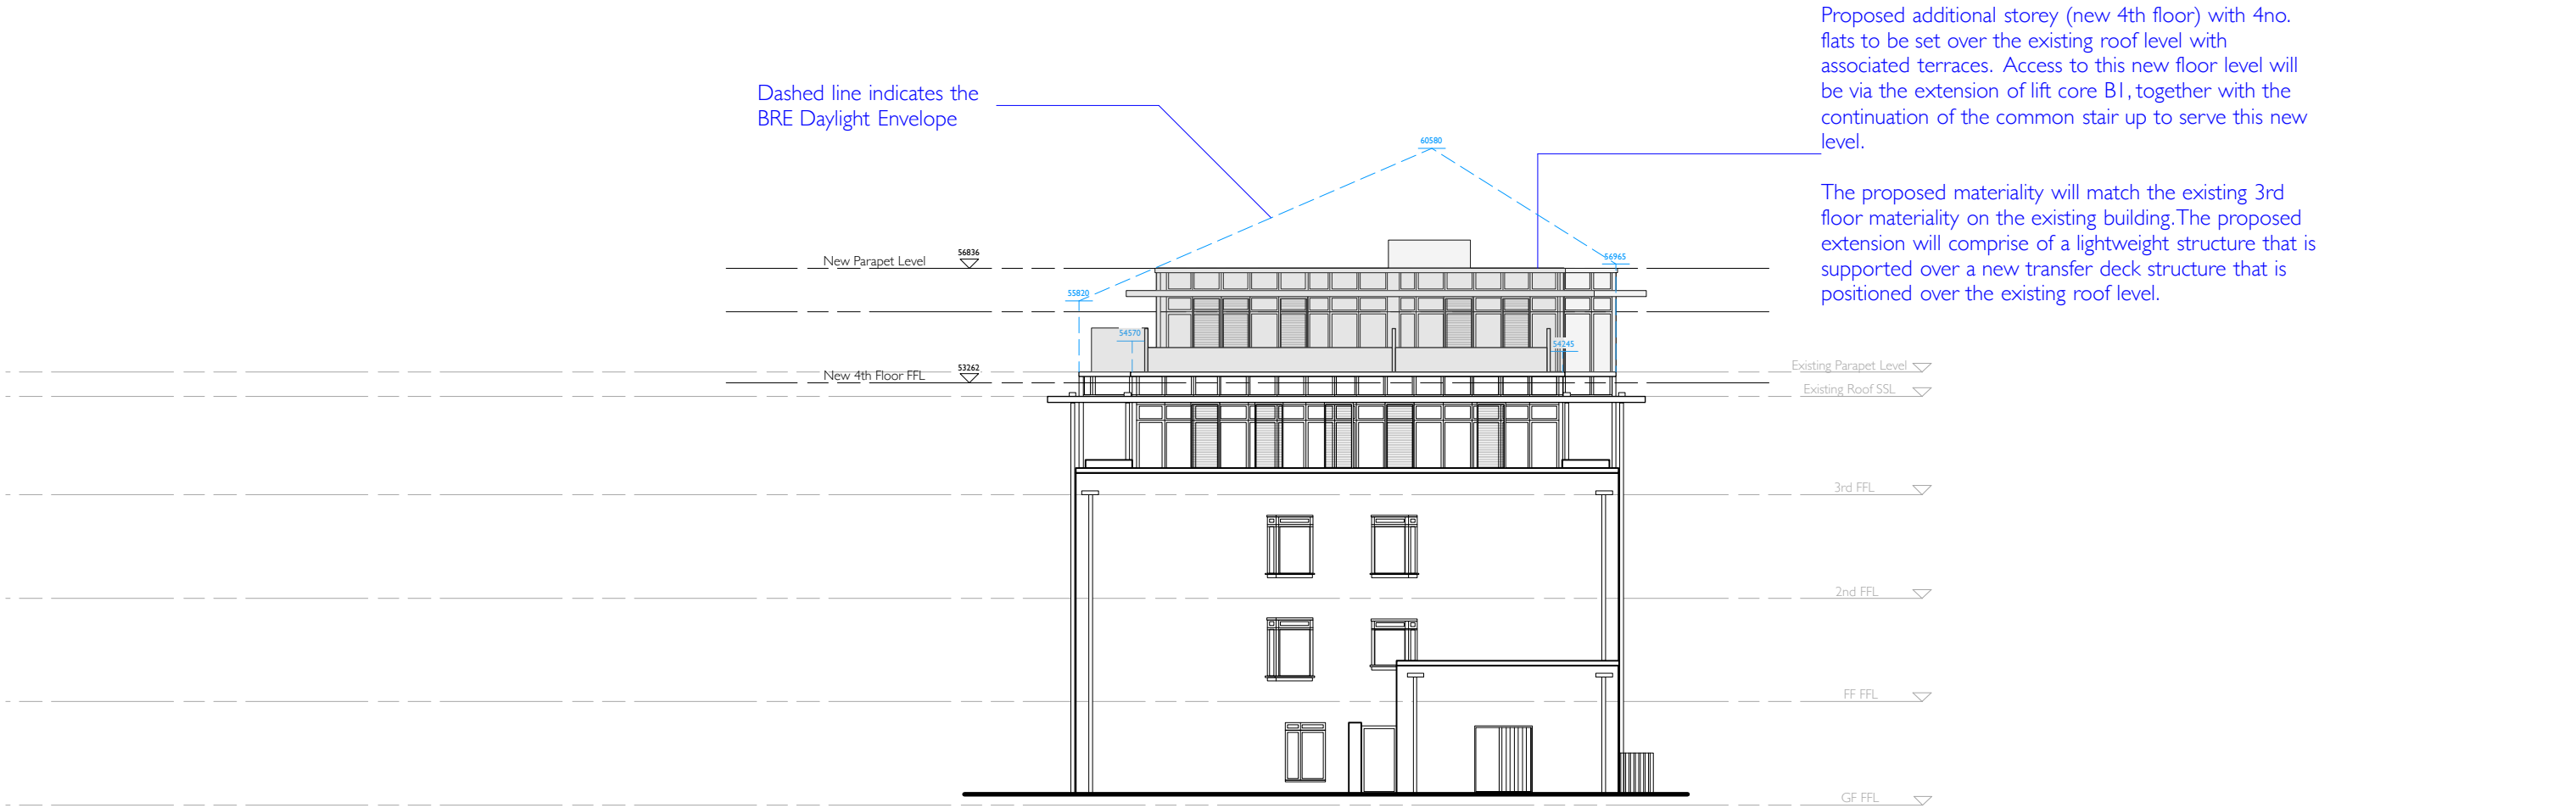 Proposed additional storey (new 4th floor) with 4no.
flats to be set over the existing roof level with
associated terraces. Access to this new floor level will
be via the extension of lift core B1, together with the
continuation of the common stair up to serve this new
level.
The proposed materiality will match the existing 3rd
floor materiality on the existing building. The proposed
extension will comprise of a lightweight structure that is
supported over a new transfer deck structure that is
positioned over the existing roof level.
Dashed line indicates the
BRE Daylight Envelope
60580
New Parapet Level
56836
56965
55820
54570
54245
New 4th Floor FFL
53262
Existing Parapet Level
Existing Roof SSL
3rd FFL
2nd FFL
FF FFL
GF FFL